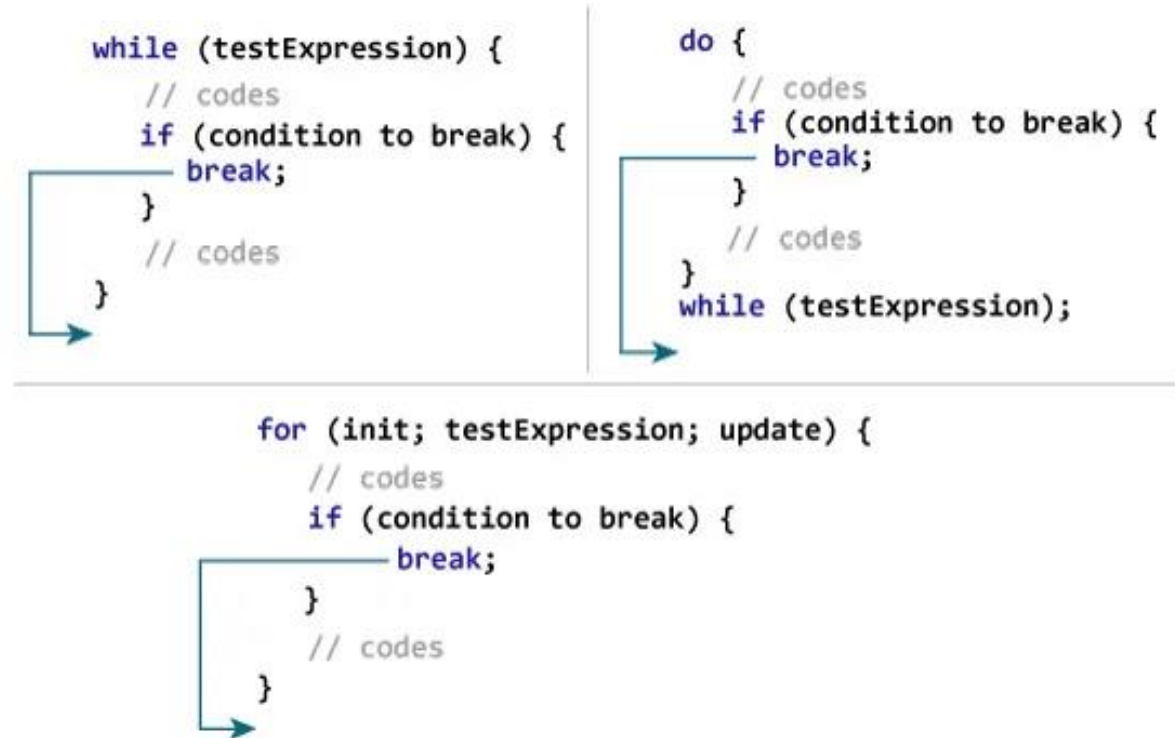 while (testExpression) {
// codes
if (condition to break) {
break;
}
// codes
}
do {
// codes
if (condition to break) {
break;
}
// codes
}
while (testExpression);
for (init; testExpression; update) {
// codes
if (condition to break) {
break;
}
// codes
}